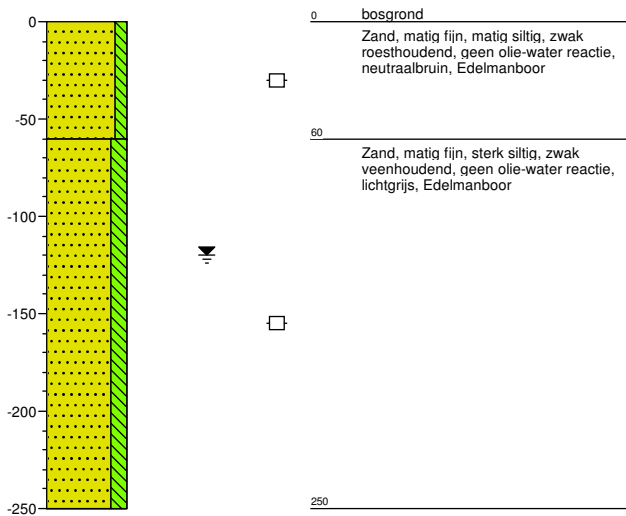 0
-50
-100
-150
-200
-250
0 bosgrond
Zand, matig fijn, matig siltig, zwak
roesthoudend, geen olie-water reactie,
neutraalbruin, Edelmanboor
60
Zand, matig fijn, sterk siltig, zwak
veenhoudend, geen olie-water reactie,
lichtgrijs, Edelmanboor
250